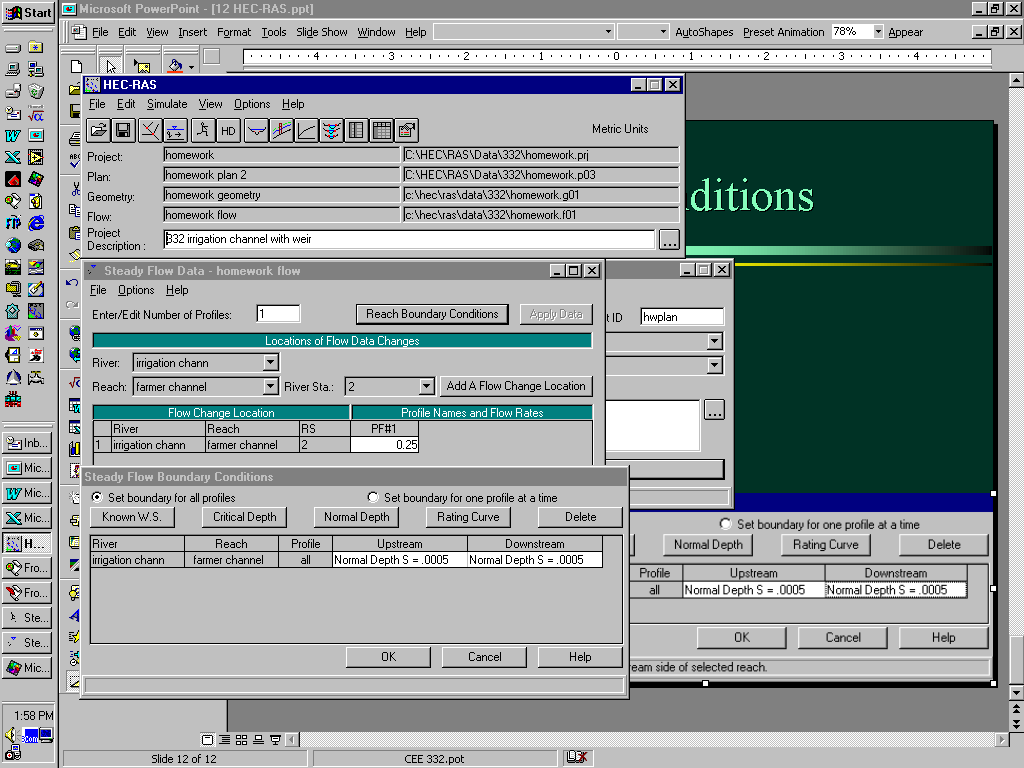 Start
Microsoft PowerPoint - [12 HEC-RAS.ppt]
File Edit View Insert Format Tools Slide Show Window Help
AutoShapes Preset Animation 78% Appear
4 3 2 1 0 1 2 3 4
HEC-RAS
File Edit Simulate View Options Help
HD
Metric Units
Project: homework C:\HEC\RAS\Data\332\homework.prj
Plan: homework plan 2 C:\HEC\RAS\Data\332\homework.p03
Geometry: homework geometry c:\hec\ras\data\332\homework.g01
Flow: homework flow c:\hec\ras\data\332\homework.f01
Project Description : 332 irrigation channel with weir ...
ditions
Steady Flow Data - homework flow
File Options Help
Enter/Edit Number of Profiles: 1 Reach Boundary Conditions Apply Data
Locations of Flow Data Changes
River: irrigation chann
Reach: farmer channel River Sta.: 2 Add A Flow Change Location
Flow Change Location Profile Names and Flow Rates
River Reach RS PF#1
1 irrigation chann farmer channel 2 0.25
t ID hwplan
...
Steady Flow Boundary Conditions
Set boundary for all profiles Set boundary for one profile at a time
Known W.S. Critical Depth Normal Depth Rating Curve Delete
River Reach Profile Upstream Downstream
irrigation chann farmer channel all Normal Depth S = .0005 Normal Depth S = .0005
OK Cancel Help
Set boundary for one profile at a time
Normal Depth Rating Curve Delete
Profile Upstream Downstream
all Normal Depth S = .0005 Normal Depth S = .0005
OK Cancel Help
ream side of selected reach.
Inb...
Mic...
Mic...
Mic...
H...
Fro...
Fro...
Ste...
Ste...
Mic...
1:58 PM
3com
Slide 12 of 12 CEE 332.pot